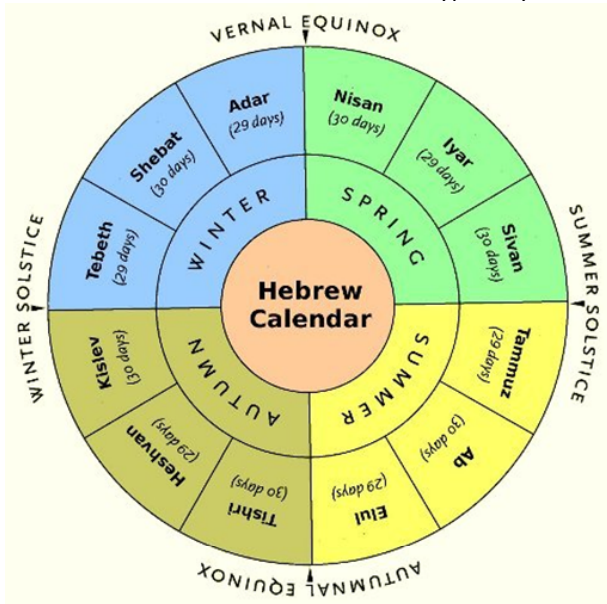 VERNAL EQUINOX
Nisan
(30 days)
Iyar
(29 days)
Sivan
(30 days)
SPRING
SUMMER SOLSTICE
Tammuz
(29 days)
Ab
(30 days)
Elul
(29 days)
SUMMER
AUTUMNAL EQUINOX
Tishri
(30 days)
Heshvan
(29 days)
Kislev
(30 days)
AUTUMN
WINTER SOLSTICE
Tebeth
(29 days)
Shebat
(30 days)
Adar
(29 days)
WINTER
Hebrew
Calendar